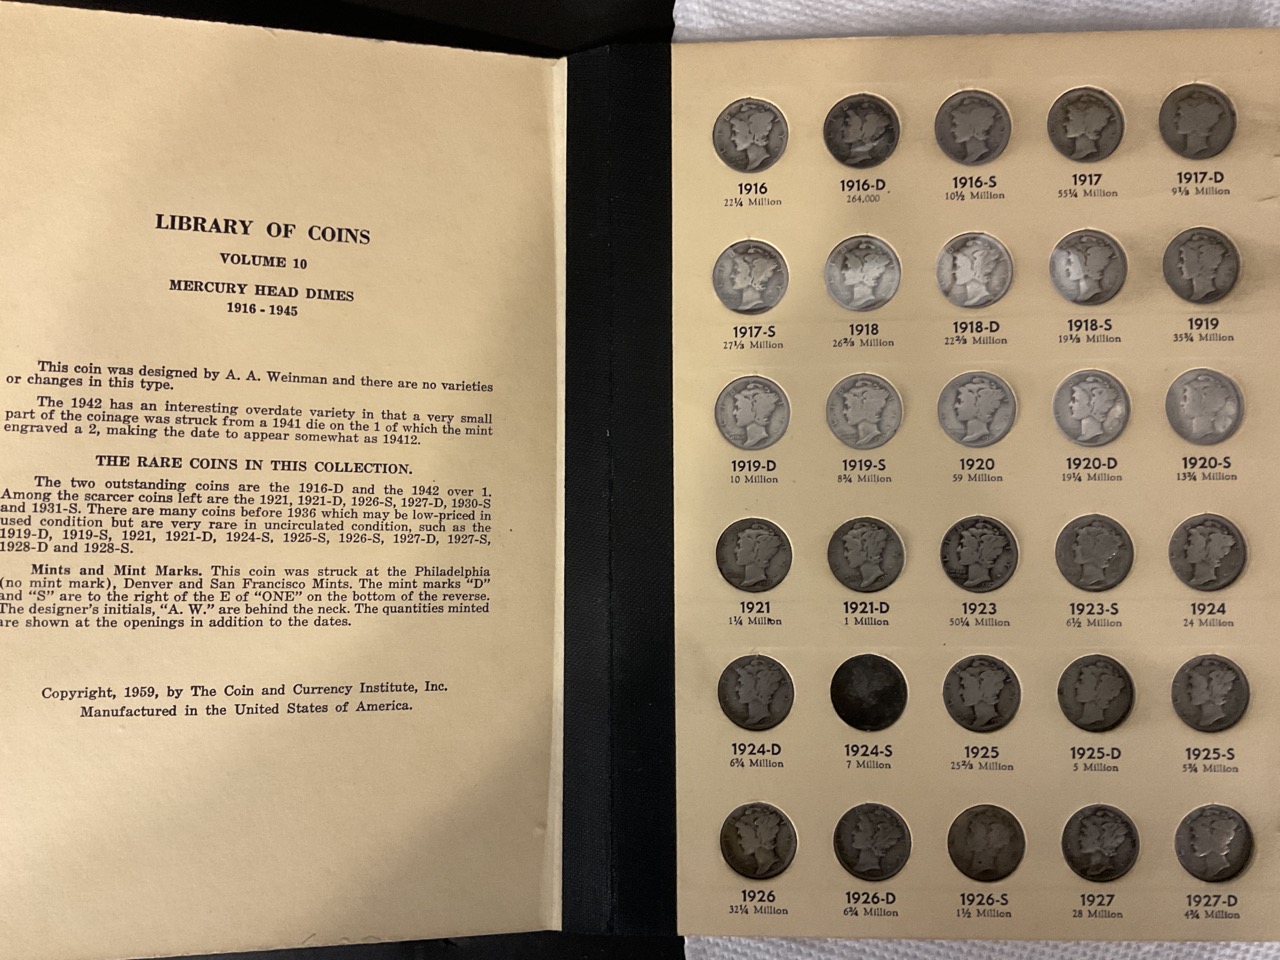 LIBRARY OF COINS
VOLUME 10
MERCURY HEAD DIMES
1916 - 1945
This coin was designed by A. A. Weinman and there are no varieties
or changes in this type.
The 1942 has an interesting overdate variety in that a very small
part of the coinage was struck from a 1941 die on the 1 of which the mint
engraved a 2, making the date to appear somewhat as 19412.
THE RARE COINS IN THIS COLLECTION.
The two outstanding coins are the 1916-D and the 1942 over 1.
Among the scarcer coins left are the 1921, 1921-D, 1926-S, 1927-D, 1930-S
and 1931-S. There are many coins before 1936 which may be low-priced in
used condition but are very rare in uncirculated condition, such as the
1919-D, 1919-S, 1921, 1921-D, 1924-S, 1925-S, 1926-S, 1927-D, 1927-S,
1928-D and 1928-S.
Mints and Mint Marks. This coin was struck at the Philadelphia
(no mint mark), Denver and San Francisco Mints. The mint marks "D"
and "S" are to the right of the E of "ONE" on the bottom of the reverse.
The designer's initials, "A. W." are behind the neck. The quantities minted
are shown at the openings in addition to the dates.
Copyright, 1959, by The Coin and Currency Institute, Inc.
Manufactured in the United States of America.
1916 1916-D 1916-S 1917 1917-D
22¼ Million 264,000 10½ Million 55¼ Million 9⅓ Million
1917-S 1918 1918-D 1918-S 1919
27⅓ Million 26⅔ Million 22⅔ Million 19⅓ Million 35¾ Million
1919-D 1919-S 1920 1920-D 1920-S
10 Million 8¾ Million 59 Million 19¼ Million 13¾ Million
1921 1921-D 1923 1923-S 1924
1¼ Million 1 Million 50¼ Million 6½ Million 24 Million
1924-D 1924-S 1925 1925-D 1925-S
6¾ Million 7 Million 25⅔ Million 5 Million 5¾ Million
1926 1926-D 1926-S 1927 1927-D
32¼ Million 6¾ Million 1½ Million 28 Million 4¾ Million